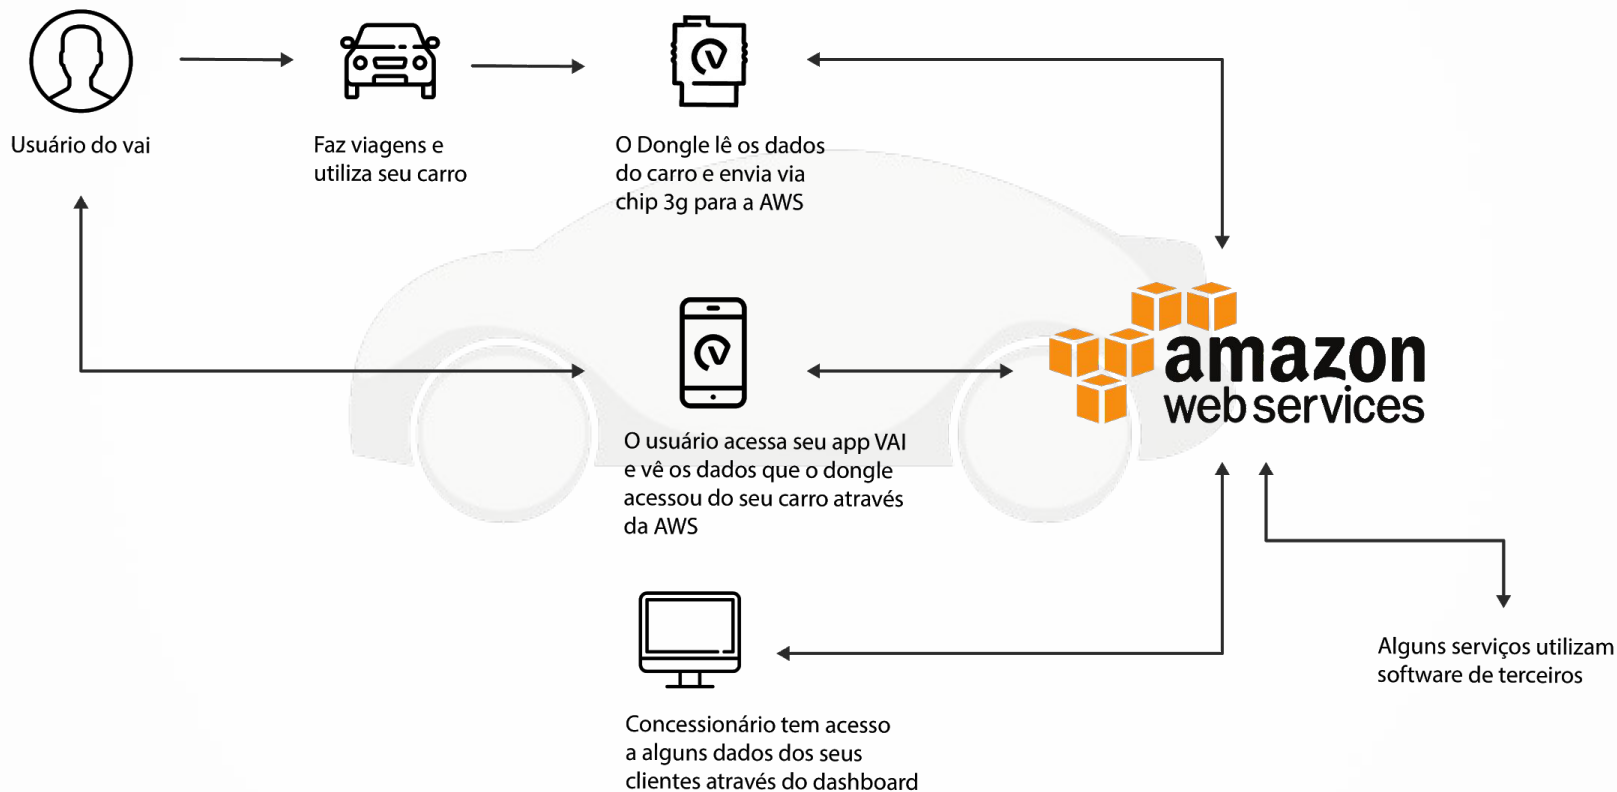 Usuário do vai
Faz viagens e
utiliza seu carro
O Dongle lê os dados
do carro e envia via
chip 3g para a AWS
amazon
web services
O usuário acessa seu app VAI
e vê os dados que o dongle
acessou do seu carro através
da AWS
Alguns serviços utilizam
software de terceiros
Concessionário tem acesso
a alguns dados dos seus
clientes através do dashboard